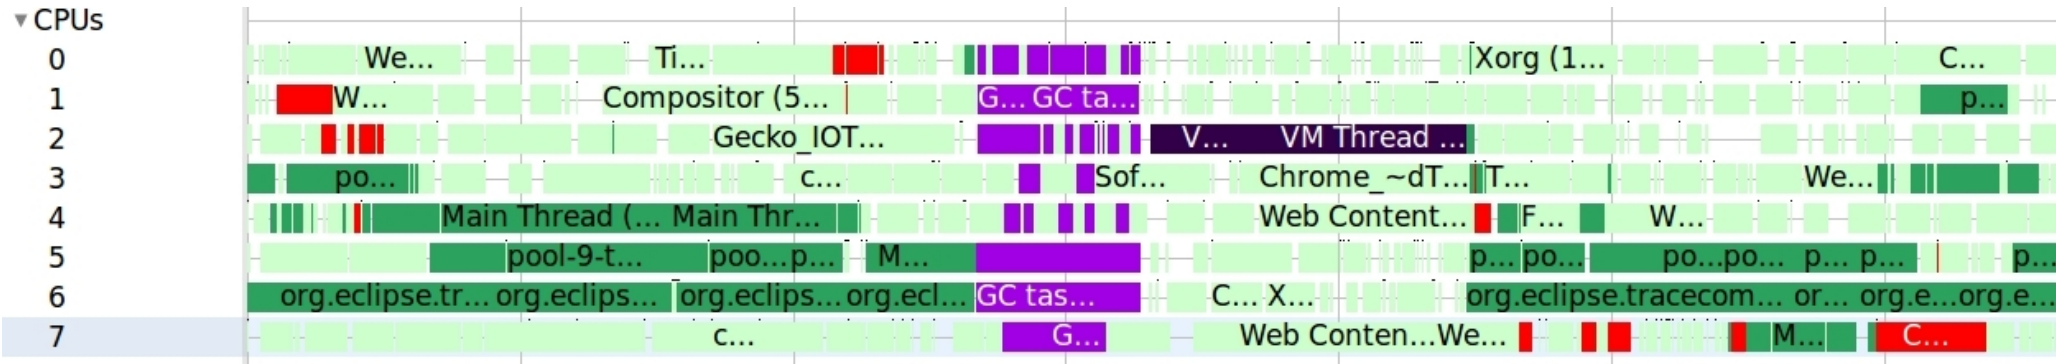 CPUs
0 We... Ti... Xorg (1... C...
1 W... Compositor (5... G... GC ta... p...
2 Gecko_IOT... V... VM Thread ...
3 po... c... Sof... Chrome_~dT... T... We...
4 Main Thread (... Main Thr... Web Content... F... W...
5 pool-9-t... poo... p... M... p... po... po... po... p... p... p...
6 org.eclipse.tr... org.eclips... org.eclips... org.ecl... GC tas... C... X... org.eclipse.tracecom... or... org.e... org.e...
7 c... G... Web Conten... We... M... C...